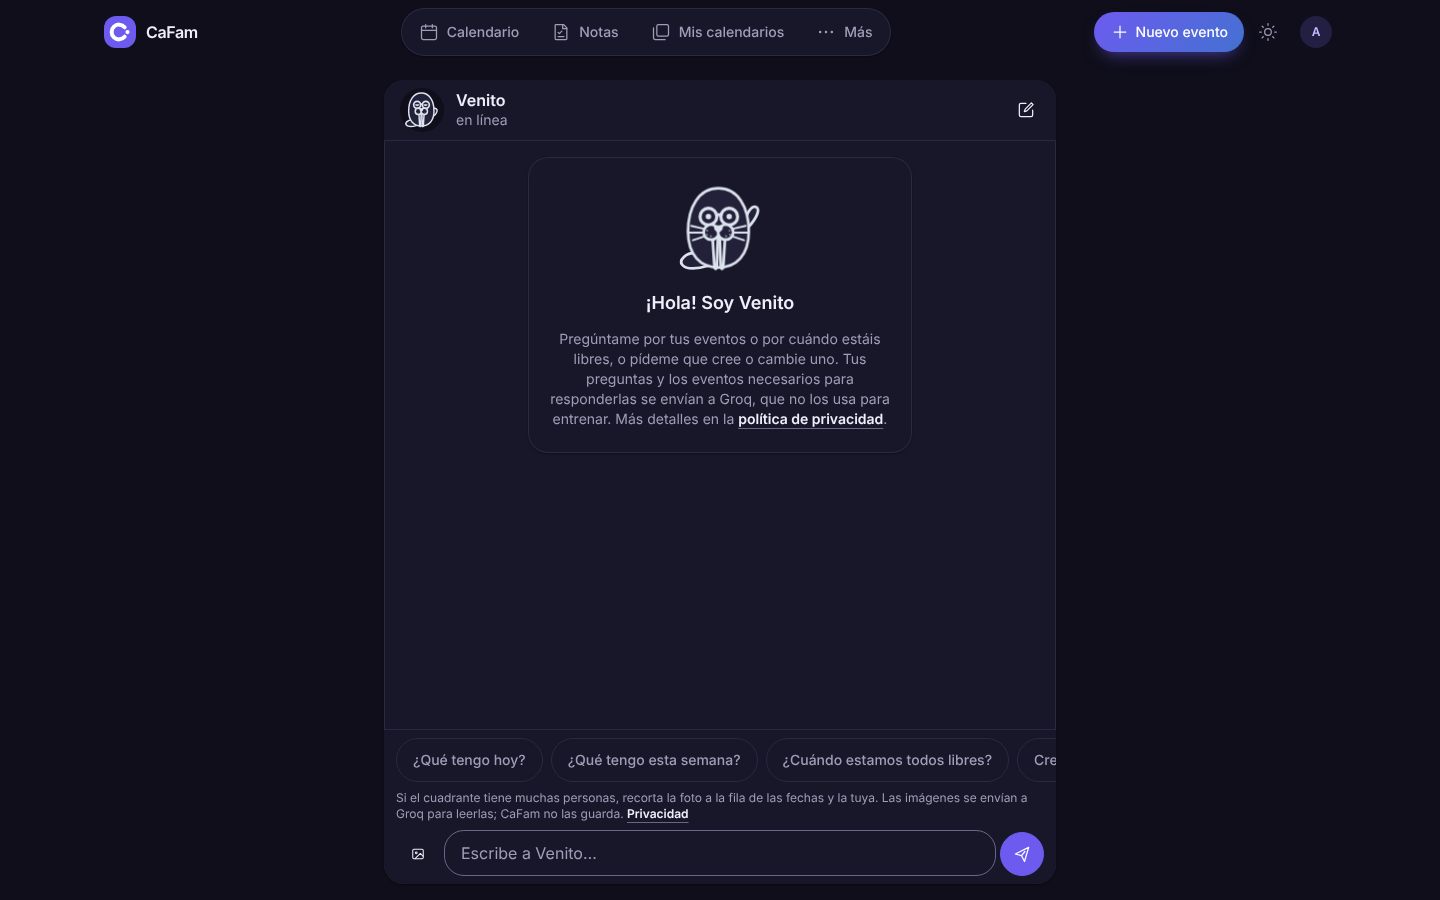 CaFam
Calendario
Notas
Mis calendarios
Más
Nuevo evento
A
Venito
en línea
¡Hola! Soy Venito
Pregúntame por tus eventos o por cuándo estáis
libres, o pídeme que cree o cambie uno. Tus
preguntas y los eventos necesarios para
responderlas se envían a Groq, que no los usa para
entrenar. Más detalles en la política de privacidad.
¿Qué tengo hoy?
¿Qué tengo esta semana?
¿Cuándo estamos todos libres?
Cre
Si el cuadrante tiene muchas personas, recorta la foto a la fila de las fechas y la tuya. Las imágenes se envían a
Groq para leerlas; CaFam no las guarda. Privacidad
Escribe a Venito...